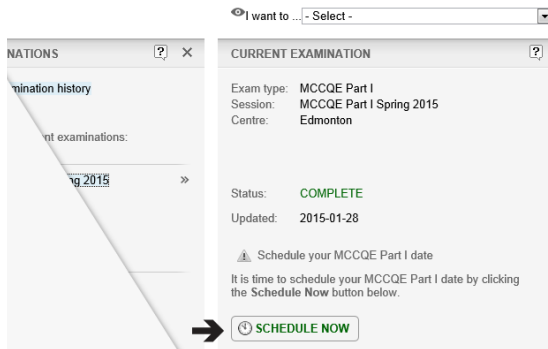 I want to ... - Select -
NATIONS ? ×
mination history
nt examinations:
ng 2015 »
CURRENT EXAMINATION ?
Exam type: MCCQE Part I
Session: MCCQE Part I Spring 2015
Centre: Edmonton
Status: COMPLETE
Updated: 2015-01-28
Schedule your MCCQE Part I date
It is time to schedule your MCCQE Part I date by clicking
the Schedule Now button below.
SCHEDULE NOW